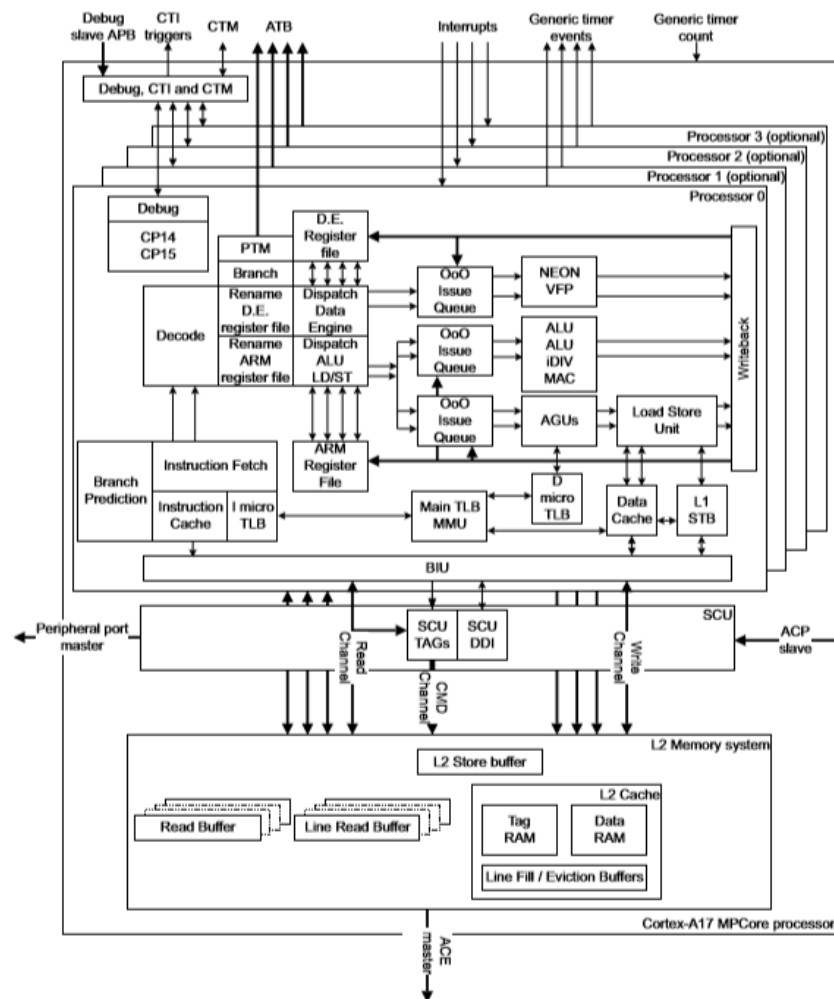 Debug
slave APB
CTI
triggers
CTM
ATB
Interrupts
Generic timer
events
Generic timer
count
Debug, CTI and CTM
Processor 3 (optional)
Processor 2 (optional)
Processor 1 (optional)
Processor 0
Debug
CP14
CP15
PTM
D.E.
Register
file
Branch
Decode
Rename
D.E.
register file
Dispatch
Data
Engine
Rename
ARM
register file
Dispatch
ALU
LD/ST
OoO
Issue
Queue
NEON
VFP
OoO
Issue
Queue
ALU
ALU
iDIV
MAC
OoO
Issue
Queue
AGUs
Load Store
Unit
Writeback
Branch
Prediction
Instruction Fetch
Instruction
Cache
I micro
TLB
ARM
Register
File
Main TLB
MMU
D
micro
TLB
Data
Cache
L1
STB
BIU
SCU
SCU
TAGs
SCU
DDI
Peripheral port
master
ACP
slave
Read
Channel
CMD
Channel
Write
Channel
L2 Memory system
L2 Store buffer
L2 Cache
Read Buffer
Line Read Buffer
Tag
RAM
Data
RAM
Line Fill / Eviction Buffers
Cortex-A17 MPCore processor
ACE
master